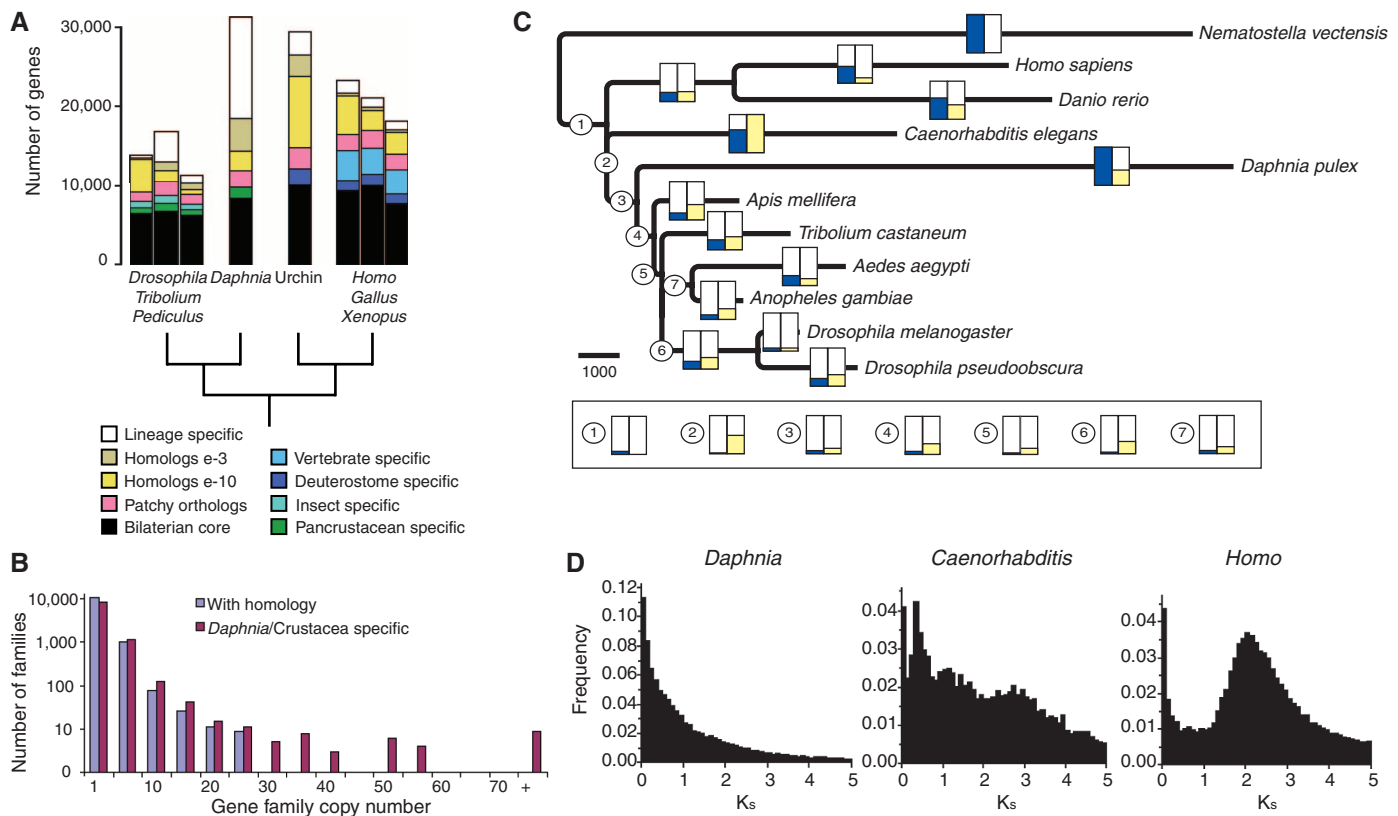 A
Number of genes
30,000
20,000
10,000
0
Drosophila Daphnia Urchin Homo
Tribolium Gallus
Pediculus Xenopus
Lineage specific
Homologs e-3
Homologs e-10
Patchy orthologs
Bilaterian core
Vertebrate specific
Deuterostome specific
Insect specific
Pancrustacean specific
C
Nematostella vectensis
Homo sapiens
Danio rerio
Caenorhabditis elegans
Daphnia pulex
Apis mellifera
Tribolium castaneum
Aedes aegypti
Anopheles gambiae
Drosophila melanogaster
Drosophila pseudoobscura
1
2
3
4
5
7
6
1000
1 2 3 4 5 6 7
B
Number of families
10,000
1,000
100
10
0
With homology
Daphnia/Crustacea specific
1 10 20 30 40 50 60 70 +
Gene family copy number
D
Daphnia
Frequency
0.12
0.10
0.08
0.06
0.04
0.02
0.00
0 1 2 3 4 5
Ks
Caenorhabditis
0.04
0.03
0.02
0.01
0.00
0 1 2 3 4 5
Ks
Homo
0.04
0.03
0.02
0.01
0.00
0 1 2 3 4 5
Ks